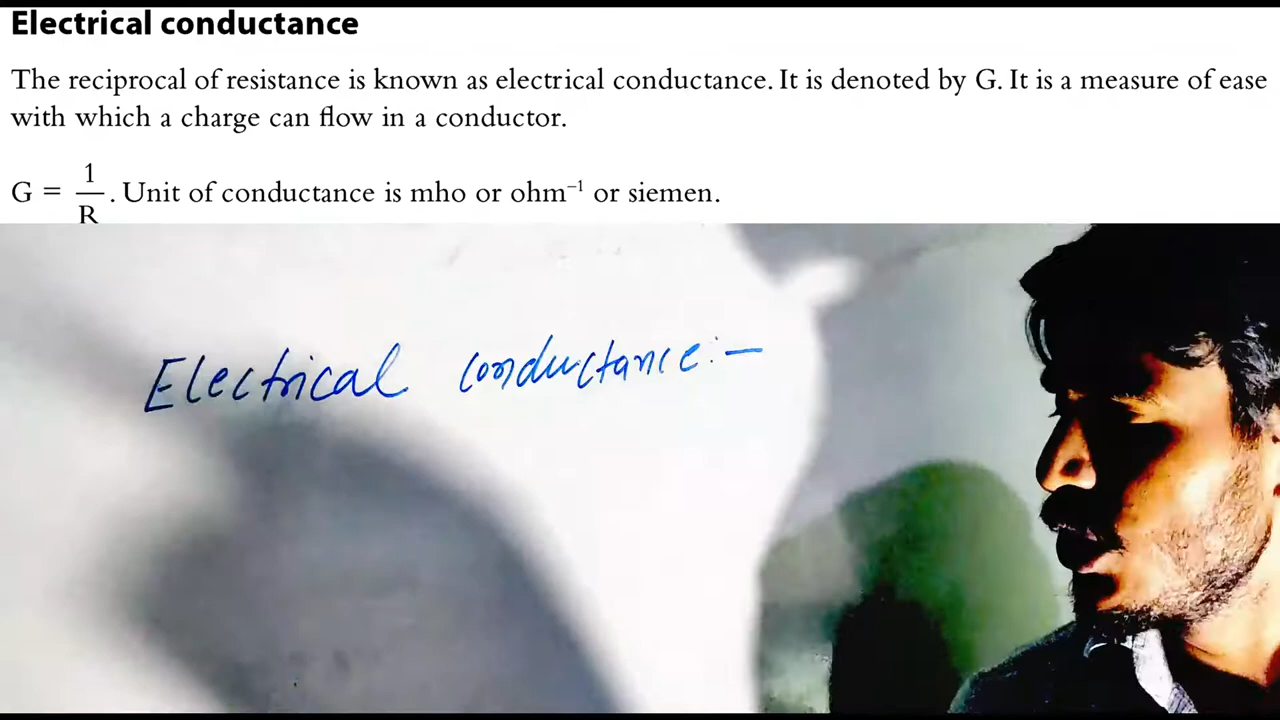 Electrical conductance
The reciprocal of resistance is known as electrical conductance. It is denoted by G. It is a measure of ease
with which a charge can flow in a conductor.
G = 1/R. Unit of conductance is mho or ohm⁻¹ or siemen.
Electrical conductance:-